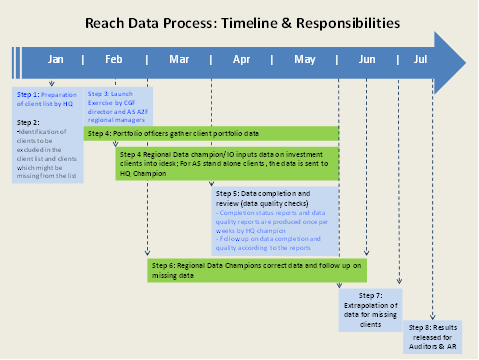 Reach Data Process: Timeline & Responsibilities
Jan | Feb | Mar | Apr | May | Jun | Jul
Step 1: Preparation
of client list by HQ
Step 2:
-Identification of
clients to be
excluded in the
client list and clients
which might be
missing from the list
Step 3: Launch
Exercise by CGF
director and AS A2F
regional managers
Step 4: Portfolio officers gather client portfolio data
Step 4 Regional Data champion/IO inputs data on investment
clients into idesk; For AS stand alone clients, the data is sent to
HQ Champion
Step 5: Data completion and
review (data quality checks)
- Completion status reports and data
quality reports are produced once per
weeks by HQ champion
- Follow up on data completion and
quality according to the reports
Step 6: Regional Data Champions correct data and follow up on
missing data
Step 7:
Extrapolation of
data for missing
clients
Step 8: Results
released for
Auditors & AR